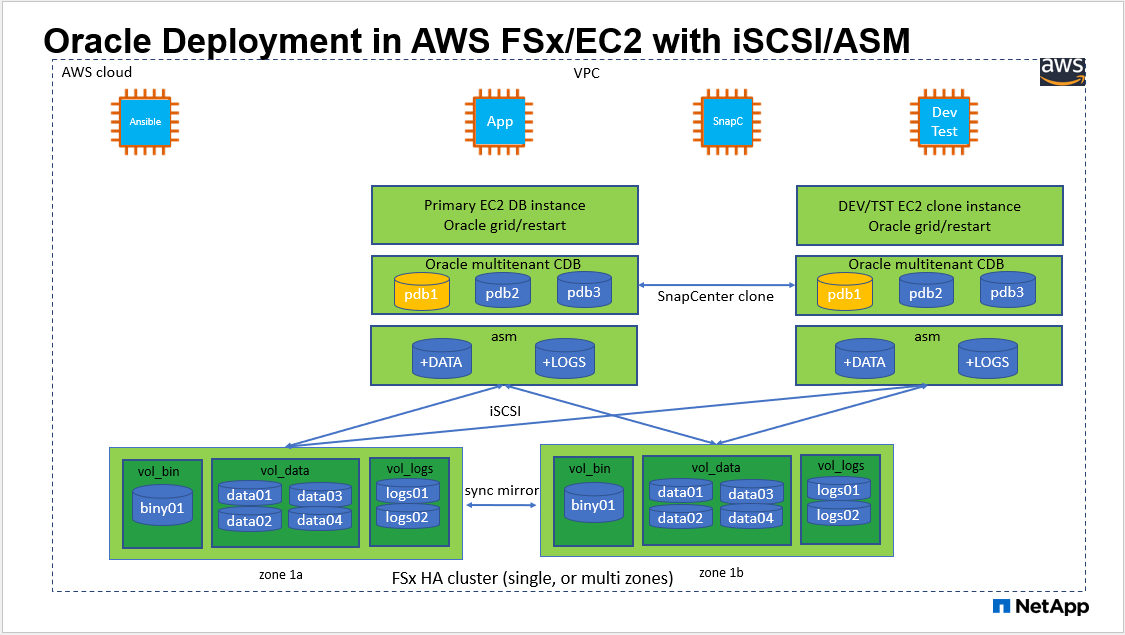 Oracle Deployment in AWS FSx/EC2 with iSCSI/ASM
AWS cloud
VPC
aws
Ansible
App
SnapC
Dev
Test
Primary EC2 DB instance
Oracle grid/restart
DEV/TST EC2 clone instance
Oracle grid/restart
Oracle multitenant CDB
pdb1
pdb2
pdb3
SnapCenter clone
Oracle multitenant CDB
pdb1
pdb2
pdb3
asm
+DATA
+LOGS
asm
+DATA
+LOGS
iSCSI
vol_bin
biny01
vol_data
data01
data03
data02
data04
vol_logs
logs01
logs02
sync mirror
vol_bin
biny01
vol_data
data01
data03
data02
data04
vol_logs
logs01
logs02
zone 1a
FSx HA cluster (single, or multi zones)
zone 1b
NetApp